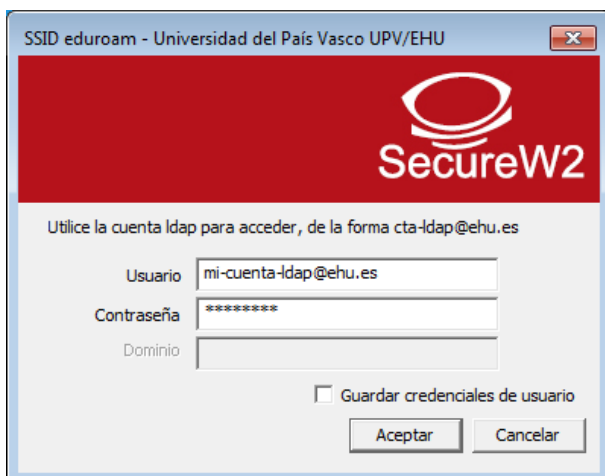 SSID eduroam - Universidad del País Vasco UPV/EHU
SecureW2
Utilice la cuenta ldap para acceder, de la forma cta-ldap@ehu.es
Usuario mi-cuenta-ldap@ehu.es
Contraseña ********
Dominio
Guardar credenciales de usuario
Aceptar Cancelar